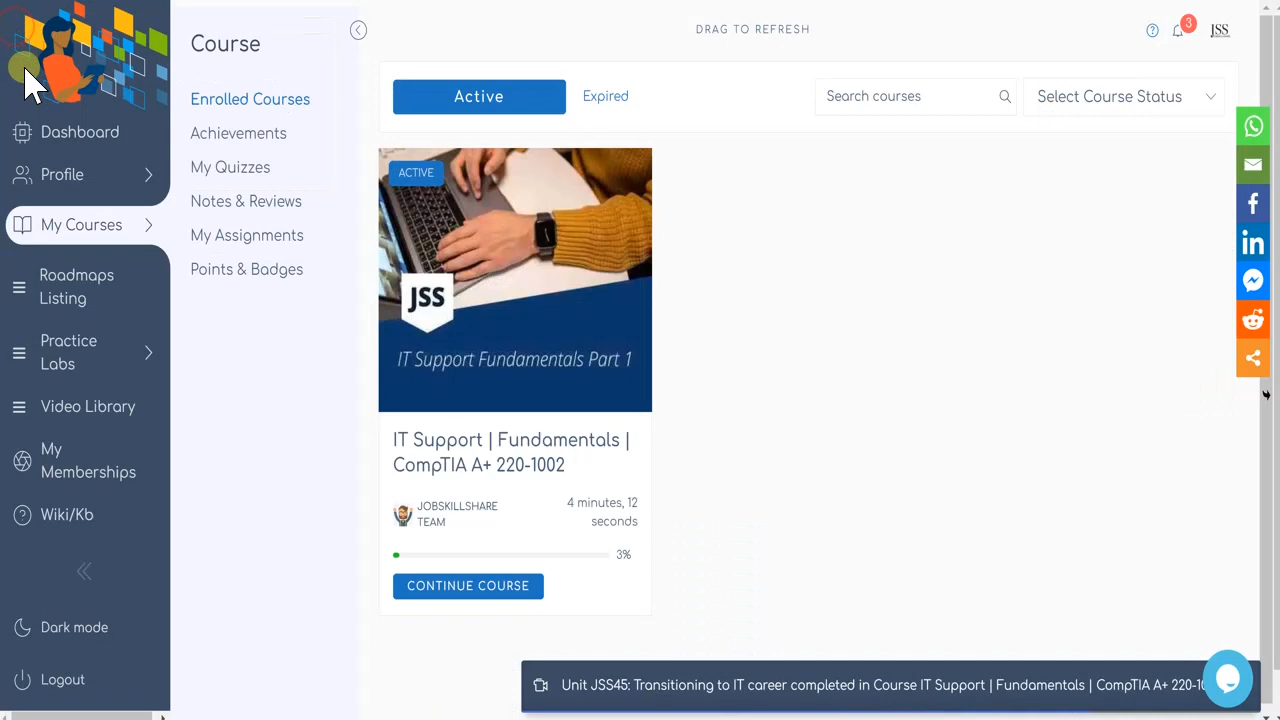 Dashboard
Profile
My Courses
Roadmaps
Listing
Practice
Labs
Video Library
My
Memberships
Wiki/Kb
Dark mode
Logout
Course
Enrolled Courses
Achievements
My Quizzes
Notes & Reviews
My Assignments
Points & Badges
DRAG TO REFRESH
3
JSS
Active
Expired
Search courses
Select Course Status
ACTIVE
JSS
IT Support Fundamentals Part 1
IT Support | Fundamentals |
CompTIA A+ 220-1002
JOBSKILLSHARE
TEAM
4 minutes, 12
seconds
3%
CONTINUE COURSE
Unit JSS45: Transitioning to IT career completed in Course IT Support | Fundamentals | CompTIA A+ 220-10